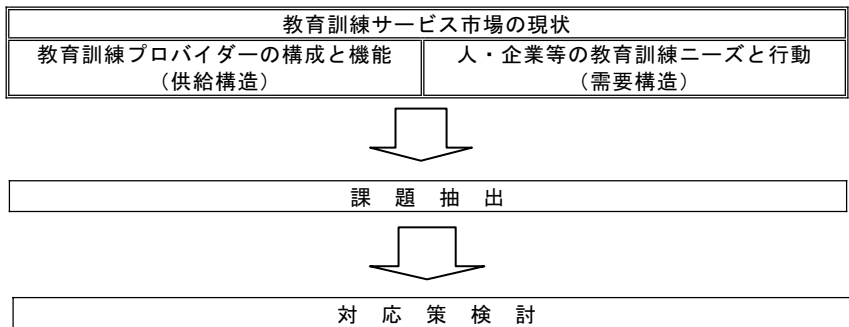 教育訓練サービス市場の現状
教育訓練プロバイダーの構成と機能
（供給構造）
人・企業等の教育訓練ニーズと行動
（需要構造）
課 題 抽 出
対 応 策 検 討